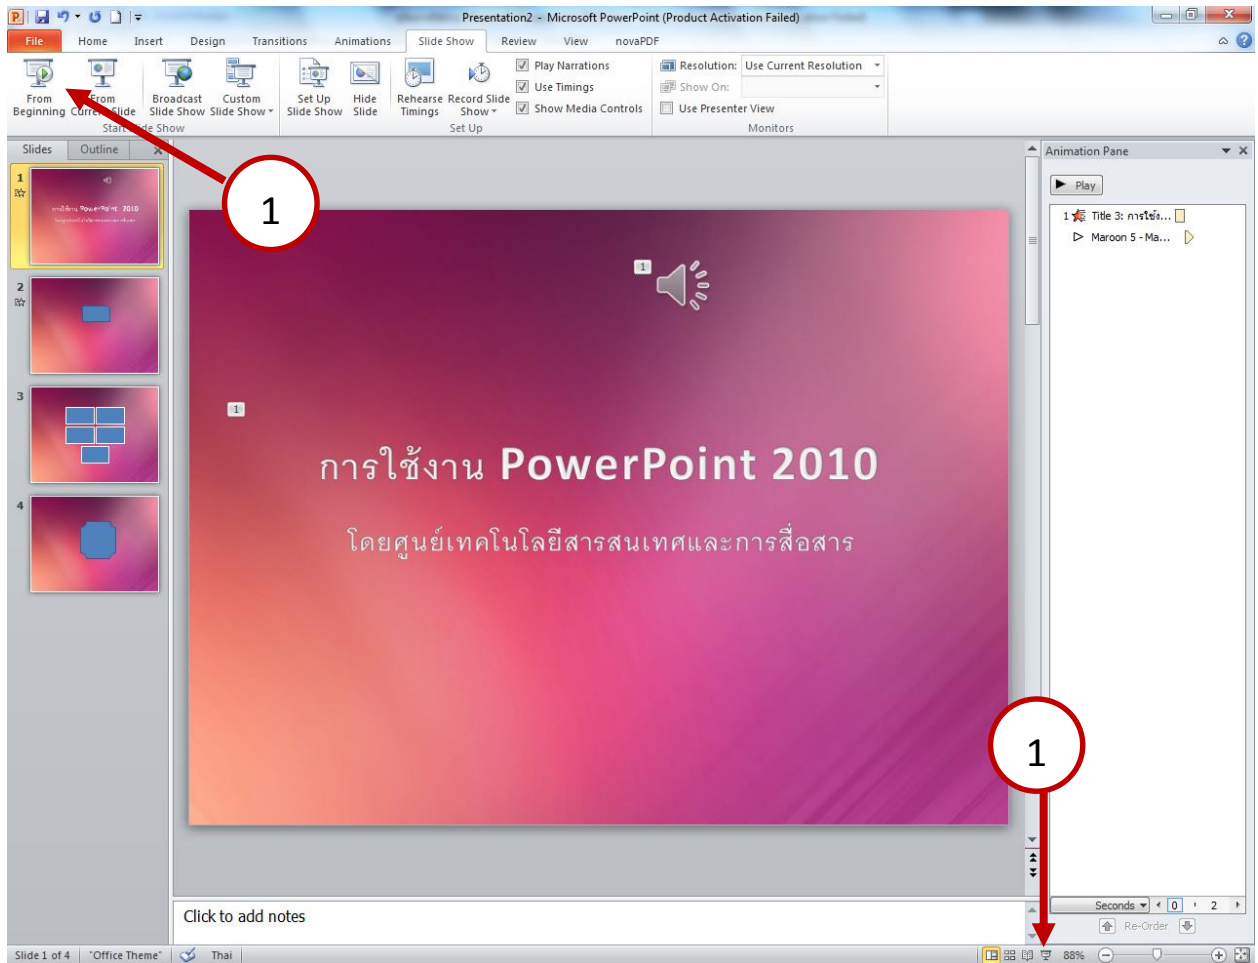 Presentation2 - Microsoft PowerPoint (Product Activation Failed)
File Home Insert Design Transitions Animations Slide Show Review View novaPDF
From Beginning
From Current Slide
Broadcast Slide Show
Custom Slide Show
Set Up Slide Show
Hide Slide
Rehearse Timings
Record Slide Show
Play Narrations
Use Timings
Show Media Controls
Resolution: Use Current Resolution
Show On:
Use Presenter View
Start Slide Show
Set Up
Monitors
Slides Outline
1
2
3
4
1
1
1
การใช้งาน PowerPoint 2010
โดยศูนย์เทคโนโลยีสารสนเทศและการสื่อสาร
Animation Pane
Play
1 Title 3: การใช้ง...
Maroon 5 - Ma...
1
Click to add notes
Seconds 0 2
Re-Order
Slide 1 of 4 "Office Theme" Thai 88%